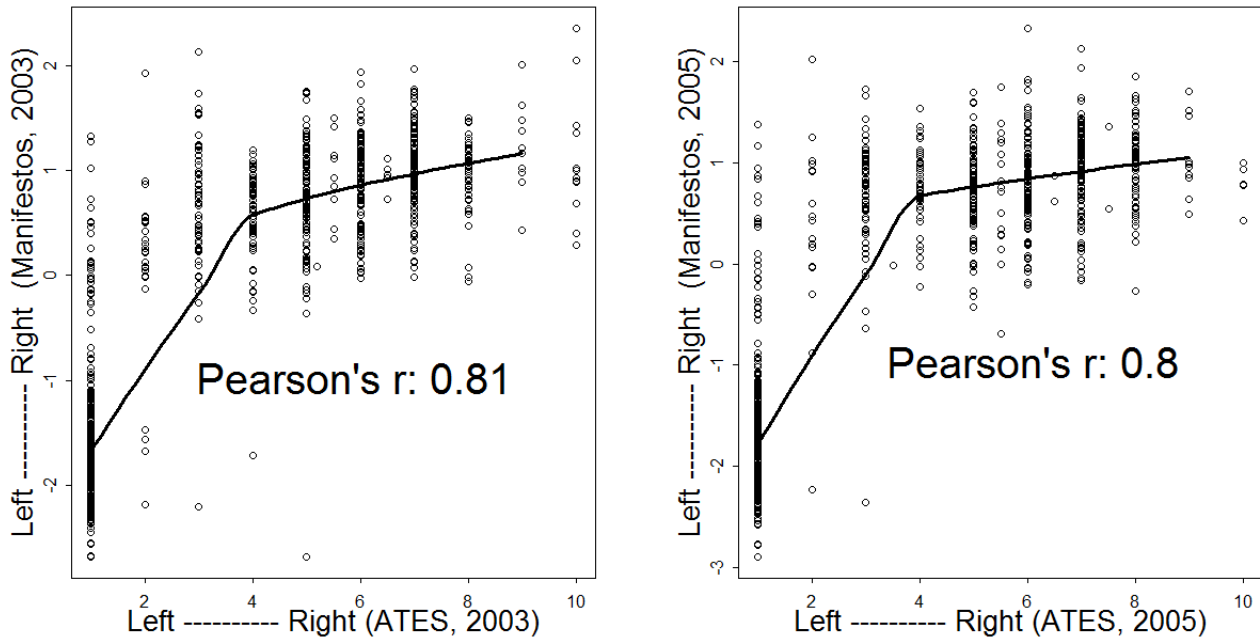 Left ----------- Right  (Manifestos, 2003)
2
1
0
-1
-2
Pearson's r: 0.81
2 4 6 8 10
Left ---------- Right (ATES, 2003)
Left ----------- Right  (Manifestos, 2005)
2
1
0
-1
-2
-3
Pearson's r: 0.8
2 4 6 8 10
Left ---------- Right (ATES, 2005)